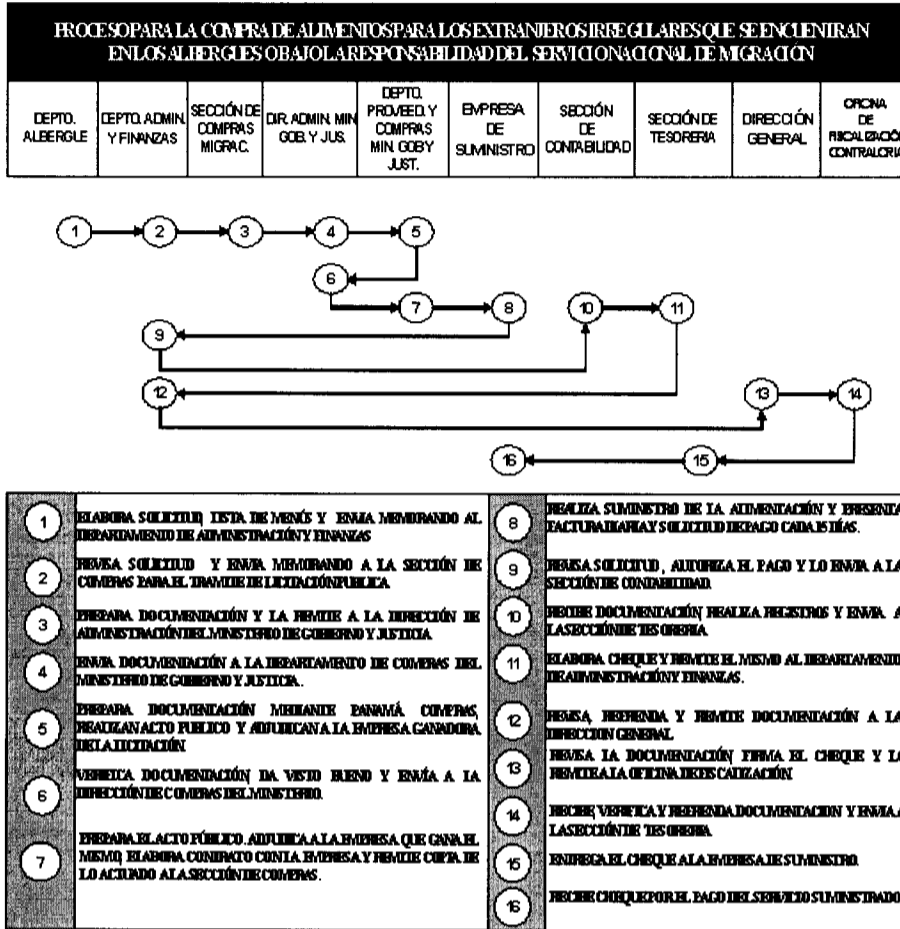 PROCESO PARA LA COMPRA DE ALIMENTOS PARA LOS EXTRANJEROS IRREGULARES QUE SE ENCUENTRAN
EN LOS ALBERGUES O BAJO LA RESPONSABILIDAD DEL SERVICIO NACIONAL DE MIGRACIÓN
DEPTO.
ALBERGUE
DEPTO. ADMIN.
Y FINANZAS
SECCIÓN DE
COMPRAS
MIGRAC.
DIR. ADMIN. MIN
GOB. Y JUS.
DEPTO.
PROVEED. Y
COMPRAS
MIN. GOB Y
JUST.
EMPRESA
DE
SUMINISTRO
SECCIÓN
DE
CONTABILIDAD
SECCIÓN DE
TESORERIA
DIRECCIÓN
GENERAL
OFICINA
DE
FISCALIZACIÓN
CONTRALORIA
1 2 3 4 5
6
7 8 10 11
9
12 13 14
16 15
1 ELABORA SOLICITUD, LISTA DE MENÚS Y ENVIA MEMORANDO AL
DEPARTAMENTO DE ADMINISTRACIÓN Y FINANZAS
2 REVISA SOLICITUD Y ENVIA MEMORANDO A LA SECCIÓN DE
COMPRAS PARA EL TRAMITE DE LICITACIÓN PUBLICA.
3 PREPARA DOCUMENTACIÓN Y LA REMITE A LA DIRECCIÓN DE
ADMINISTRACIÓN DEL MINISTERIO DE GOBIERNO Y JUSTICIA
4 ENVIA DOCUMENTACIÓN A LA DEPARTAMENTO DE COMPRAS DEL
MINISTERIO DE GOBIERNO Y JUSTICIA.
5 PREPARA DOCUMENTACIÓN MEDIANTE PANAMÁ COMPRAS,
REALIZAN ACTO PUBLICO Y ADJUDICAN A LA EMPRESA GANADORA
DE LA LICITACIÓN
6 VERIFICA DOCUMENTACIÓN, DA VISTO BUENO Y ENVÍA A LA
DIRECCIÓN DE COMPRAS DEL MINISTERIO.
7 PREPARA EL ACTO PÚBLICO. ADJUDICA A LA EMPRESA QUE GANA EL
MISMO, ELABORA CONTRATO CON LA EMPRESA Y REMITE COPIA DE
LO ACTUADO A LA SECCIÓN DE COMPRAS.
8 REALIZA SUMINISTRO DE LA ALIMENTACIÓN Y PRESENTA
FACTURA DIARIA Y SOLICITUD DE PAGO CADA 15 DÍAS.
9 REVISA SOLICITUD, AUTORIZA EL PAGO Y LO ENVIA A LA
SECCIÓN DE CONTABILIDAD.
10 RECIBE DOCUMENTACIÓN, REALIZA REGISTROS Y ENVIA A
LA SECCIÓN DE TESORERIA.
11 ELABORA CHEQUE Y REMITE EL MISMO AL DEPARTAMENTO
DE ADMINISTRACIÓN Y FINANZAS.
12 REVISA, REFRENDA Y REMITE DOCUMENTACIÓN A LA
DIRECCION GENERAL
13 REVISA LA DOCUMENTACIÓN, FIRMA EL CHEQUE Y LO
REMITE A LA OFICINA DE FISCALIZACIÓN
14 RECIBE, VERIFICA Y REFRENDA DOCUMENTACION Y ENVIA A
LA SECCIÓN DE TESORERIA.
15 ENTREGA EL CHEQUE A LA EMPRESA DE SUMINISTRO.
16 RECIBE CHEQUE POR EL PAGO DEL SERVICIO SUMINISTRADO